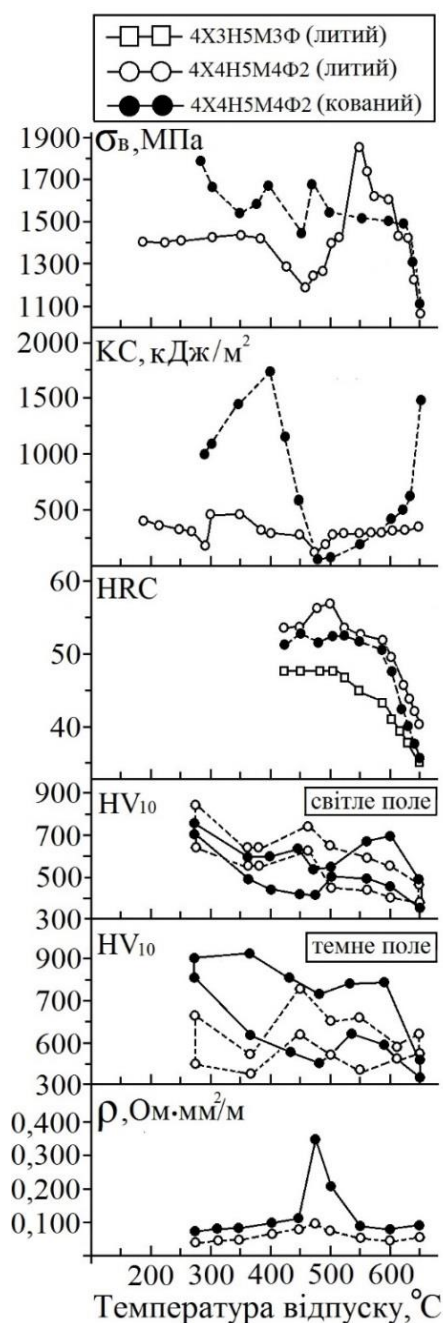 4Х3Н5М3Ф (литий)
4Х4Н5М4Ф2 (литий)
4Х4Н5М4Ф2 (кований)
σв, МПа
1900
1700
1500
1300
1100
KC, кДж/м²
2000
1500
1000
500
HRC
60
50
40
HV₁₀
світле поле
900
700
500
300
HV₁₀
темне поле
900
700
600
300
ρ, Ом·мм²/м
0,400
0,300
0,200
0,100
200 300 400 500 600
Температура відпуску, °С